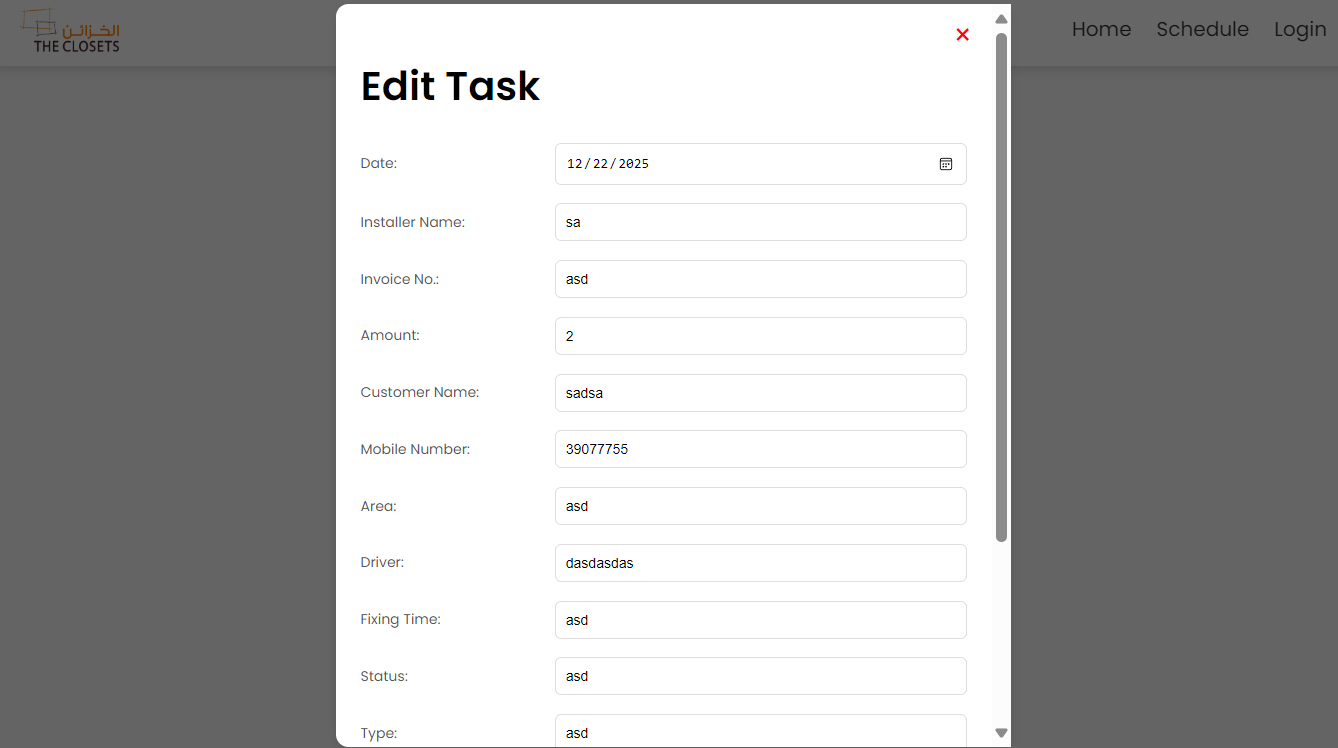 الخزائن
THE CLOSETS
Home Schedule Login
×
Edit Task
Date: 12/22/2025
Installer Name: sa
Invoice No.: asd
Amount: 2
Customer Name: sadsa
Mobile Number: 39077755
Area: asd
Driver: dasdasdas
Fixing Time: asd
Status: asd
Type: asd